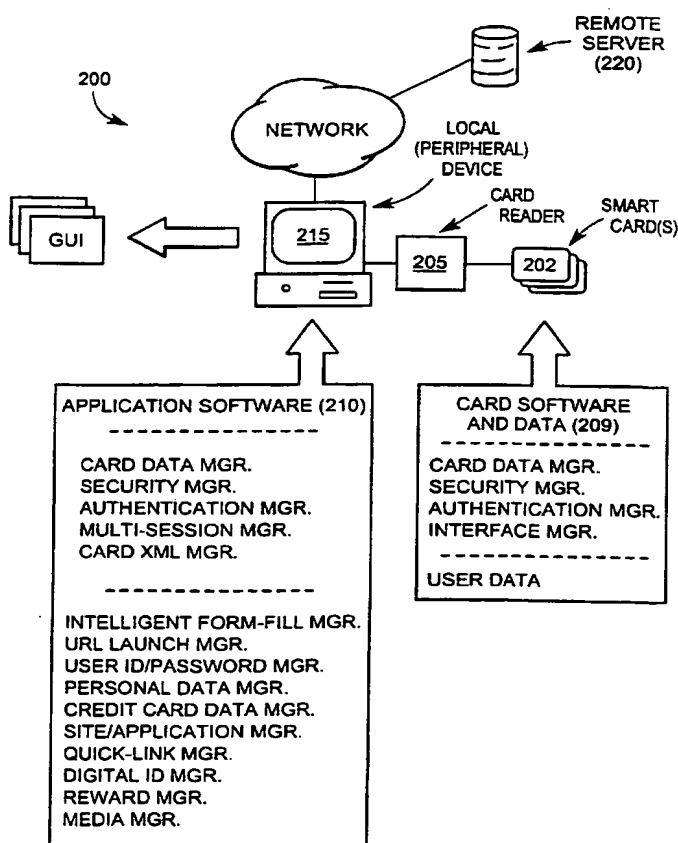 REMOTE
SERVER
(220)
200
NETWORK
LOCAL
(PERIPHERAL)
DEVICE
CARD
READER
SMART
CARD(S)
GUI
215
205
202
APPLICATION SOFTWARE (210)
CARD DATA MGR.
SECURITY MGR.
AUTHENTICATION MGR.
MULTI-SESSION MGR.
CARD XML MGR.
INTELLIGENT FORM-FILL MGR.
URL LAUNCH MGR.
USER ID/PASSWORD MGR.
PERSONAL DATA MGR.
CREDIT CARD DATA MGR.
SITE/APPLICATION MGR.
QUICK-LINK MGR.
DIGITAL ID MGR.
REWARD MGR.
MEDIA MGR.
CARD SOFTWARE
AND DATA (209)
CARD DATA MGR.
SECURITY MGR.
AUTHENTICATION MGR.
INTERFACE MGR.
USER DATA